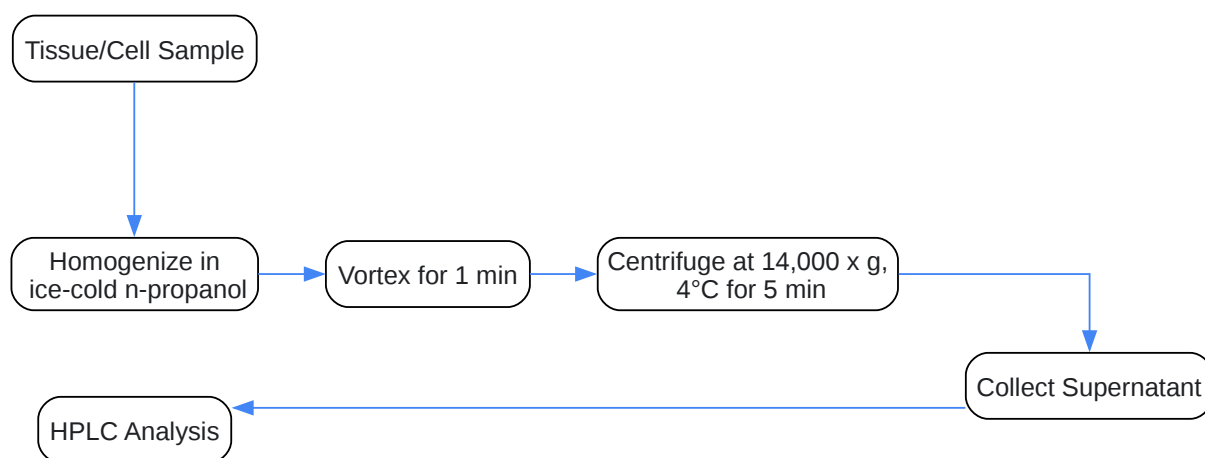 Tissue/Cell Sample
Homogenize in
ice-cold n-propanol
Vortex for 1 min
Centrifuge at 14,000 x g,
4°C for 5 min
Collect Supernatant
HPLC Analysis